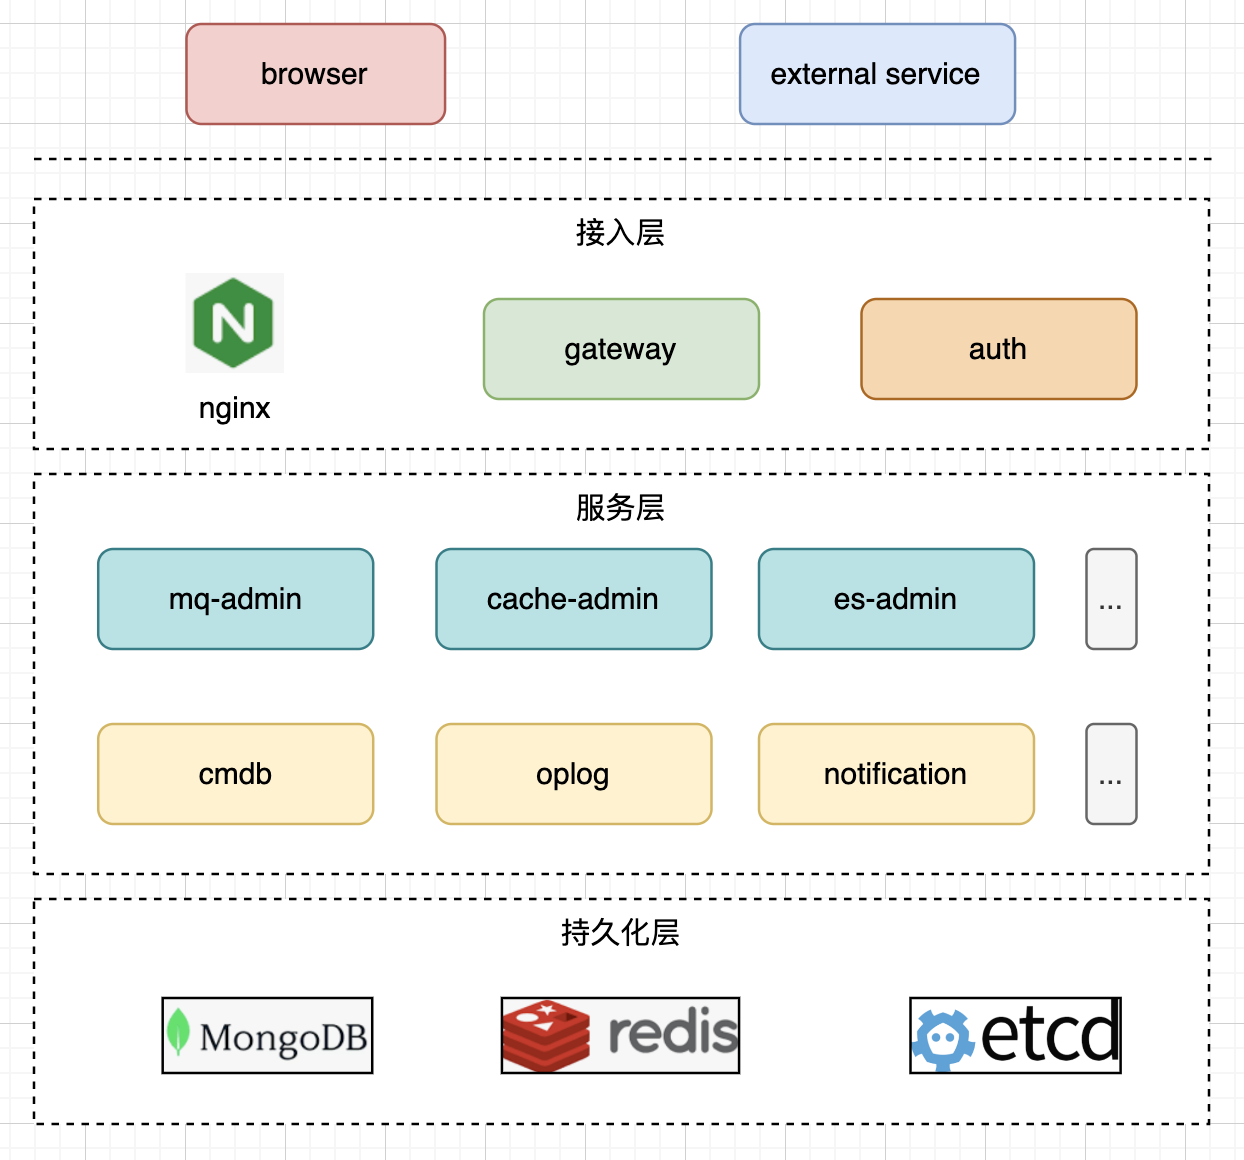 browser
external service
接入层
N
nginx
gateway
auth
服务层
mq-admin
cache-admin
es-admin
...
cmdb
oplog
notification
...
持久化层
MongoDB
redis
etcd